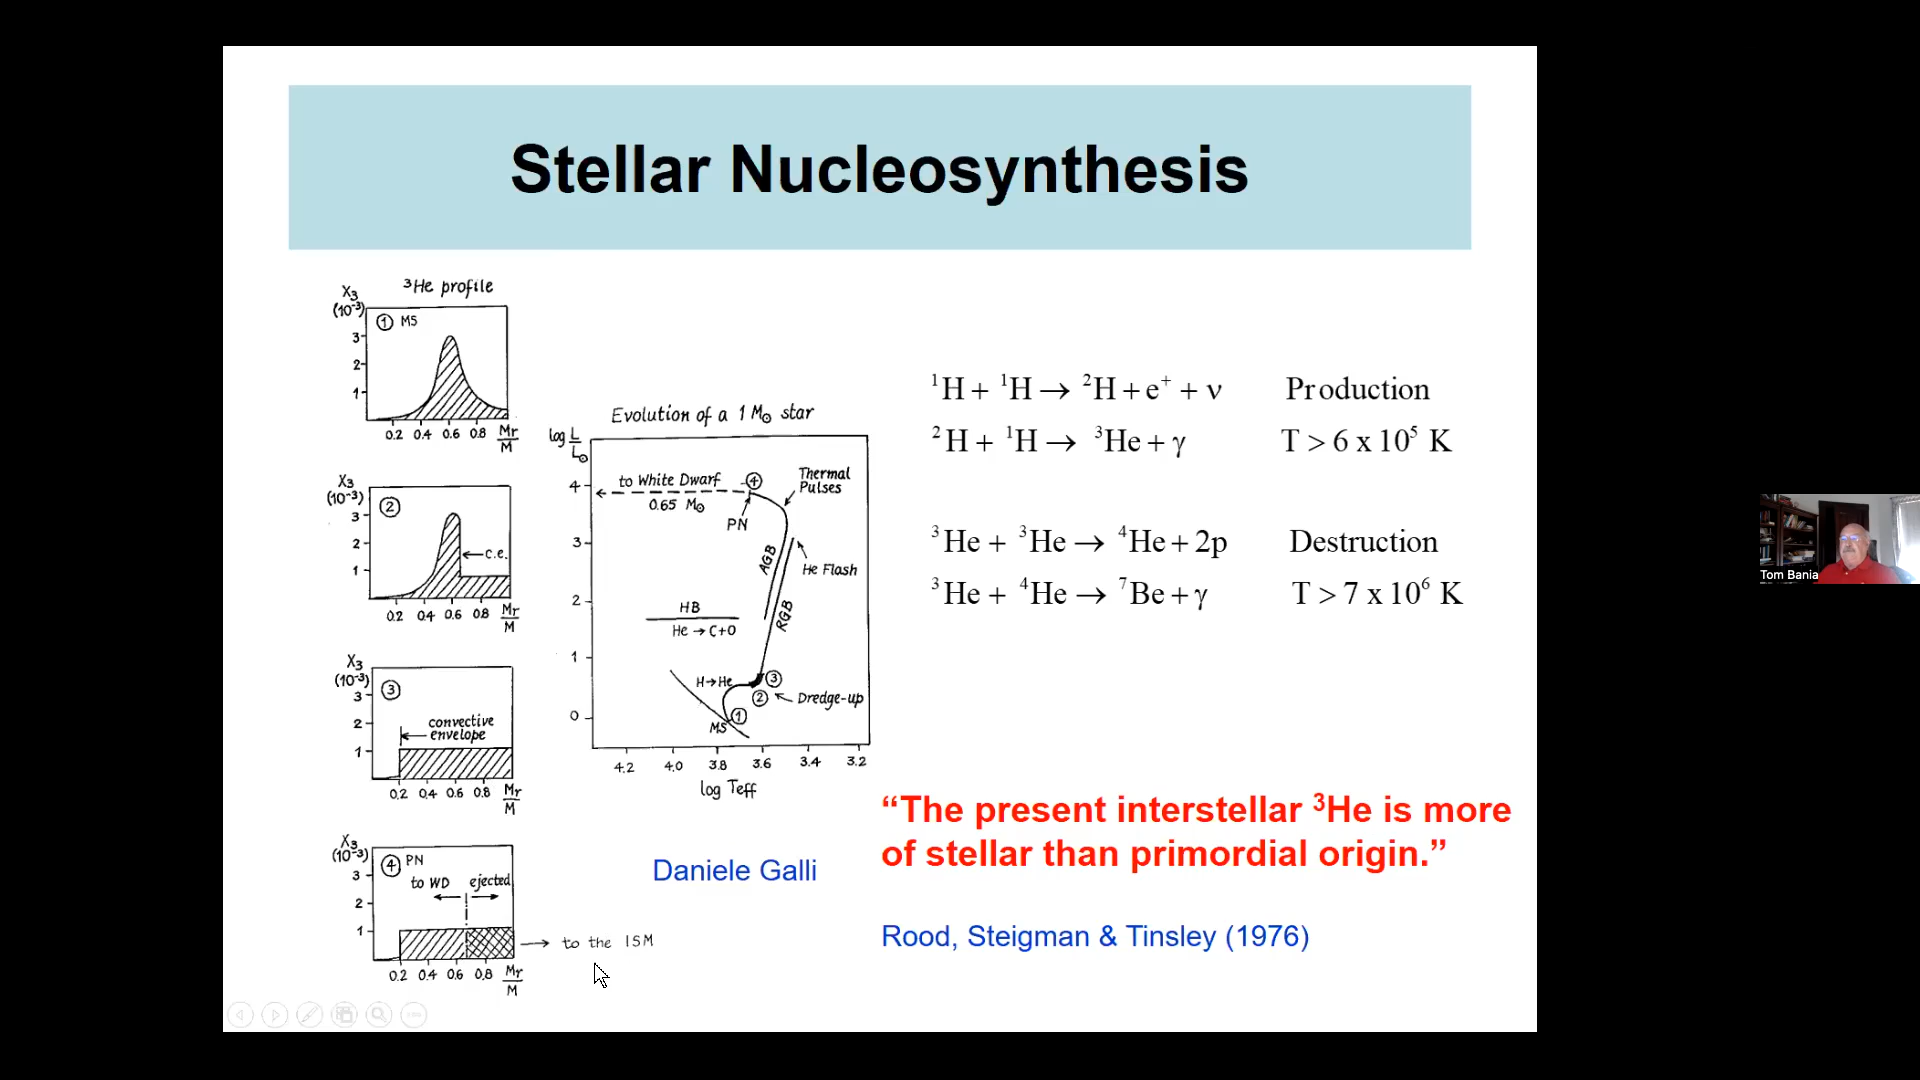 Stellar Nucleosynthesis
³He profile
X₃
(10⁻³)
① MS
3
2
1
0.2 0.4 0.6 0.8 Mr/M
X₃
(10⁻³)
②
3
2
c.e.
1
0.2 0.4 0.6 0.8 Mr/M
X₃
(10⁻³)
③
3
2
convective
envelope
1
0.2 0.4 0.6 0.8 Mr/M
X₃
(10⁻³)
④ PN
3
to WD ejected
2
1
to the ISM
0.2 0.4 0.6 0.8 Mr/M
Evolution of a 1 M⊙ star
log L/L⊙
4
3
2
1
0
to White Dwarf ④
0.65 M⊙
PN
Thermal
Pulses
AGB
He Flash
RGB
HB
He → C+O
H→He
③
②
Dredge-up
①
MS
4.2 4.0 3.8 3.6 3.4 3.2
log Teff
¹H + ¹H → ²H + e⁺ + ν Production
²H + ¹H → ³He + γ T > 6 x 10⁵ K
³He + ³He → ⁴He + 2p Destruction
³He + ⁴He → ⁷Be + γ T > 7 x 10⁶ K
“The present interstellar ³He is more
of stellar than primordial origin.”
Daniele Galli
Rood, Steigman & Tinsley (1976)
Tom Bania